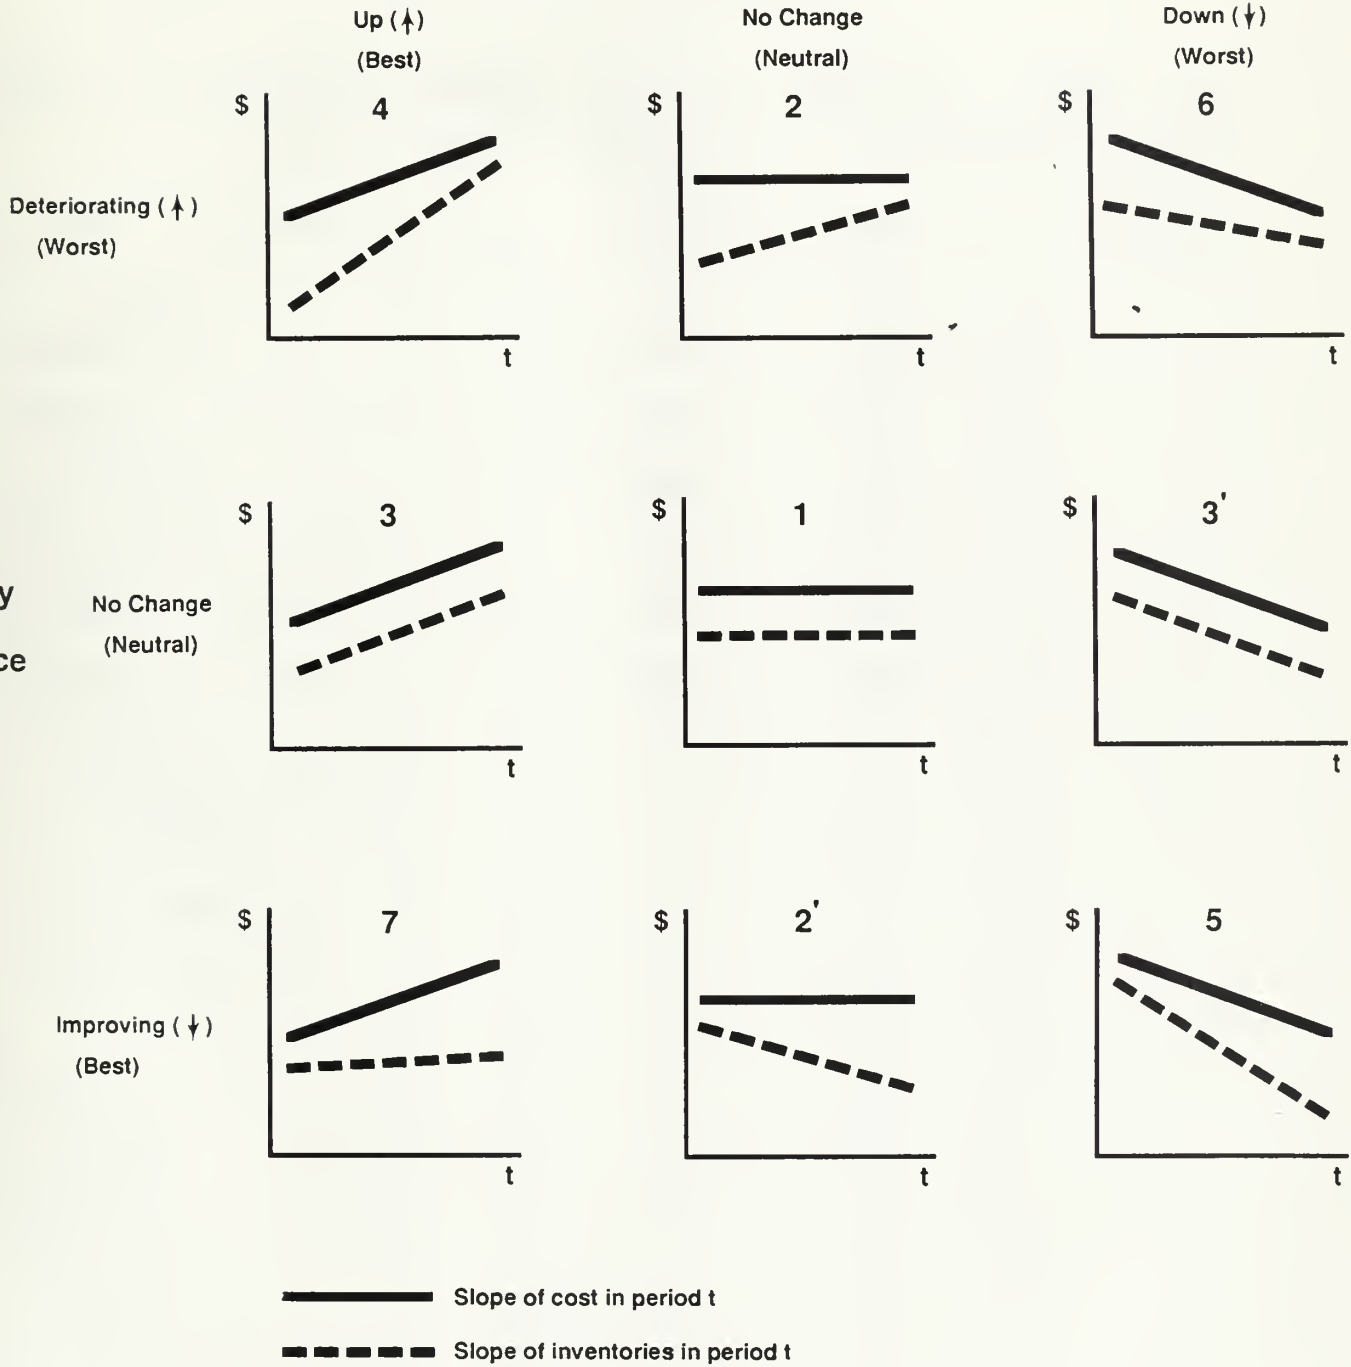 Up (↑) No Change Down (↓)
(Best) (Neutral) (Worst)
$ 4 $ 2 $ 6
Deteriorating (↑)
(Worst)
t t t
$ 3 $ 1 $ 3'
y No Change
(Neutral)
ce
t t t
$ 7 $ 2' $ 5
Improving (↓)
(Best)
t t t
Slope of cost in period t
Slope of inventories in period t